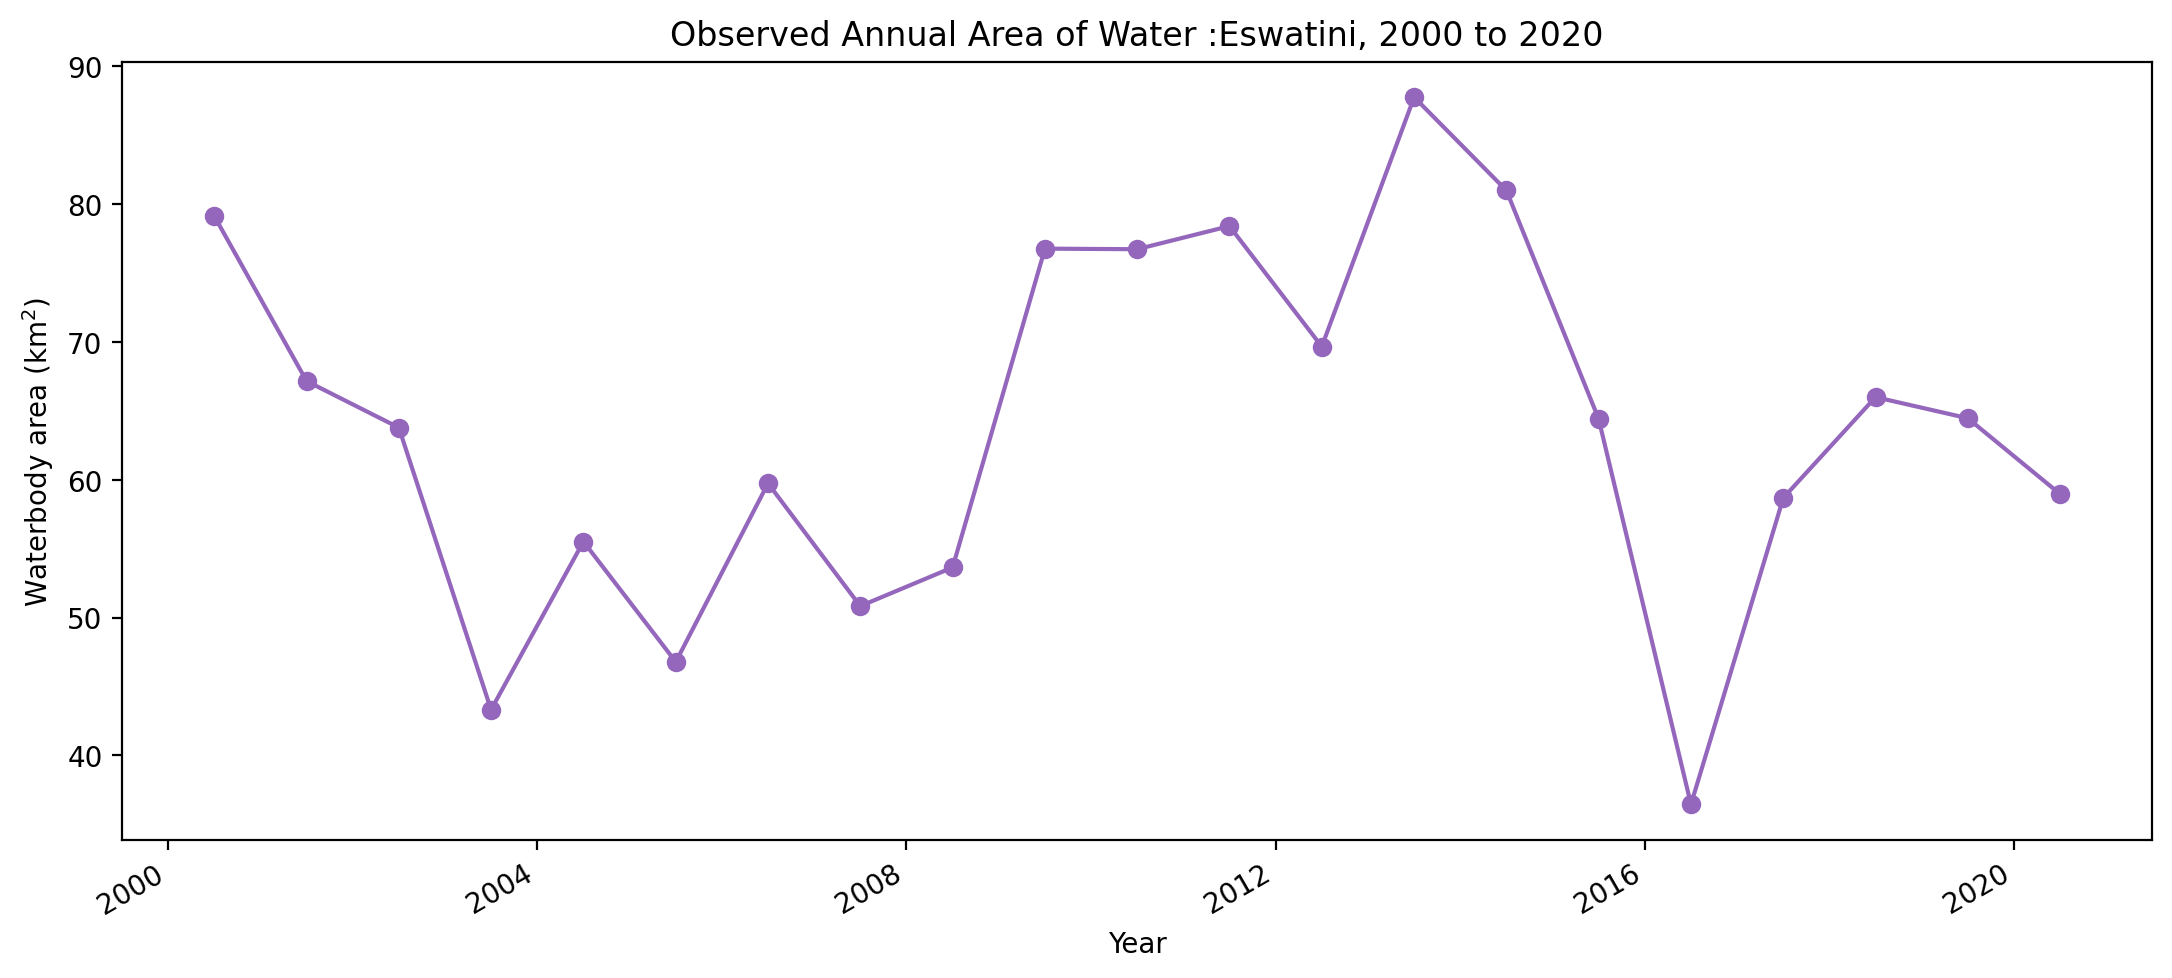 Observed Annual Area of Water :Eswatini, 2000 to 2020
90
80
70
60
50
40
Waterbody area (km²)
2000 2004 2008 2012 2016 2020
Year